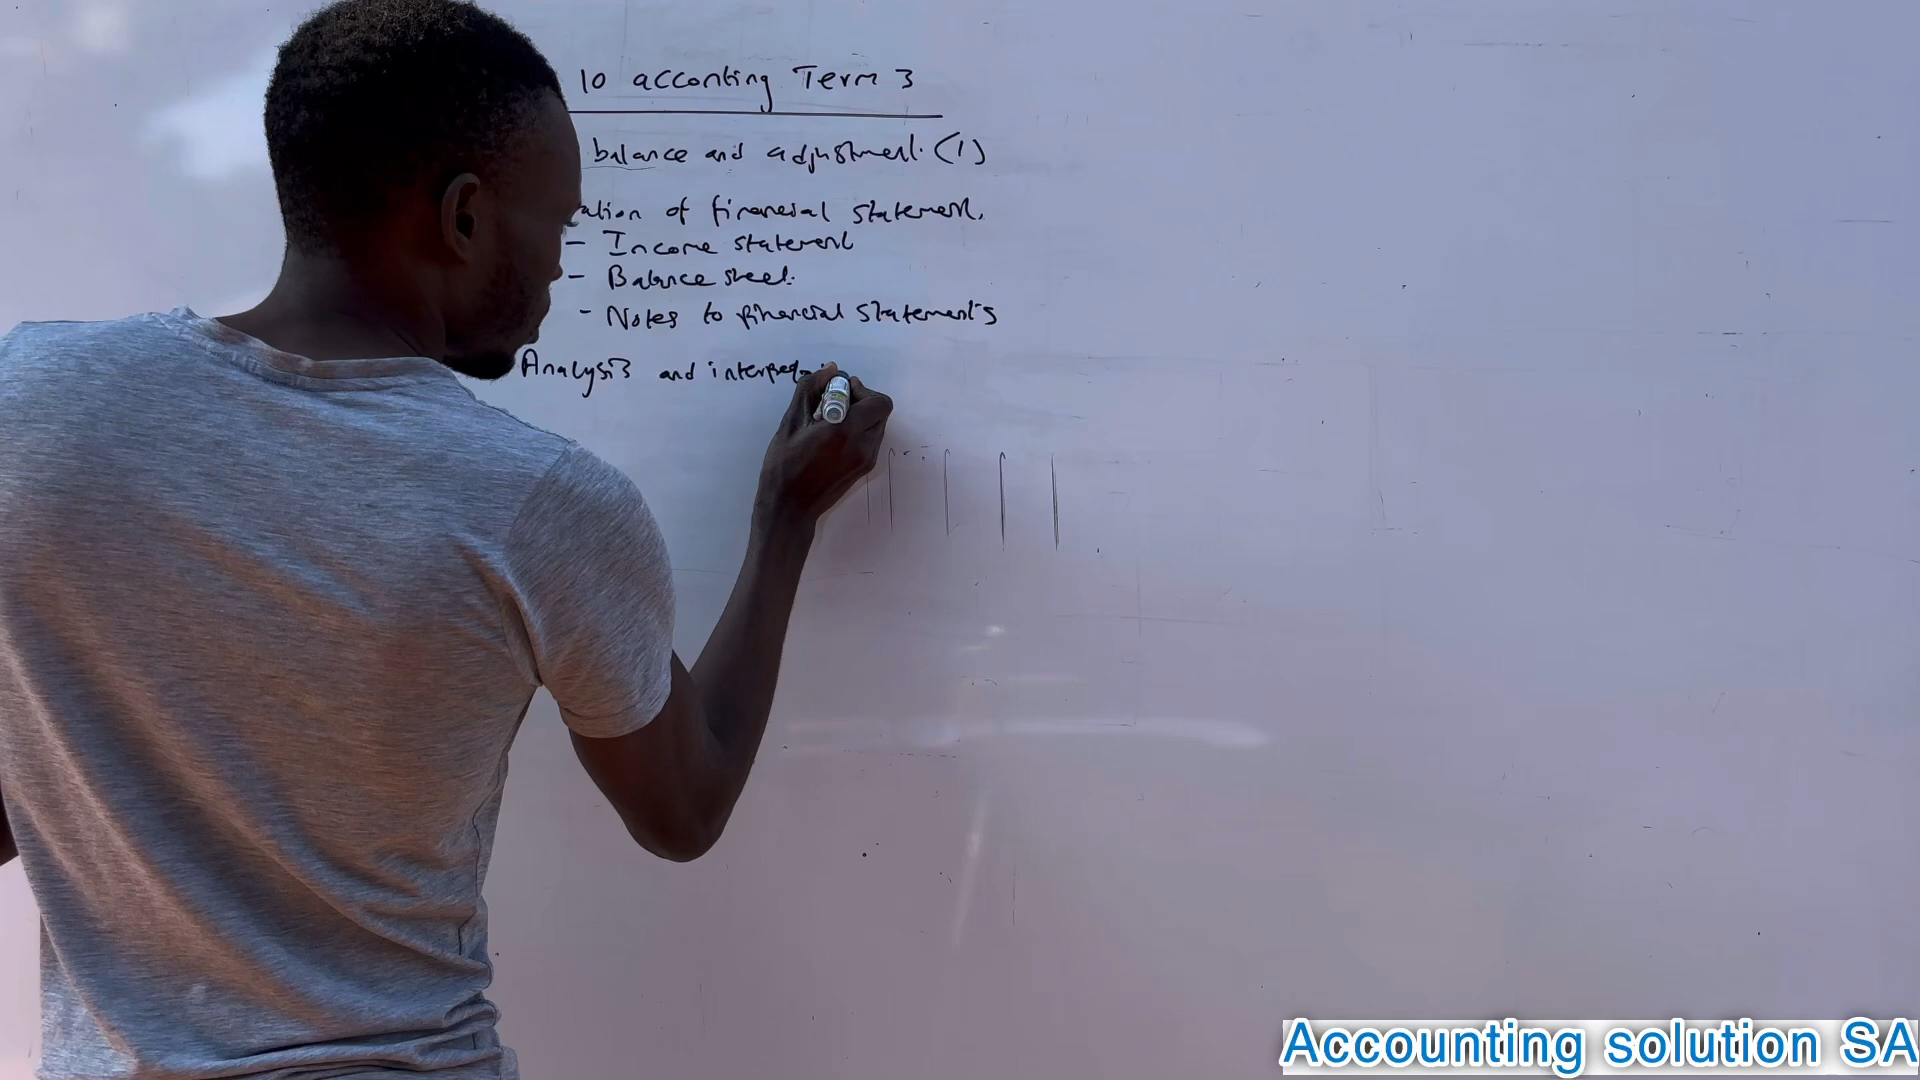 10 acconting Term 3
balance and adjustment. (1)
ation of financial statement.
- Income statement
- Balance sheet.
- Notes to financial statements
Analysis and interpreta
Accounting solution SA